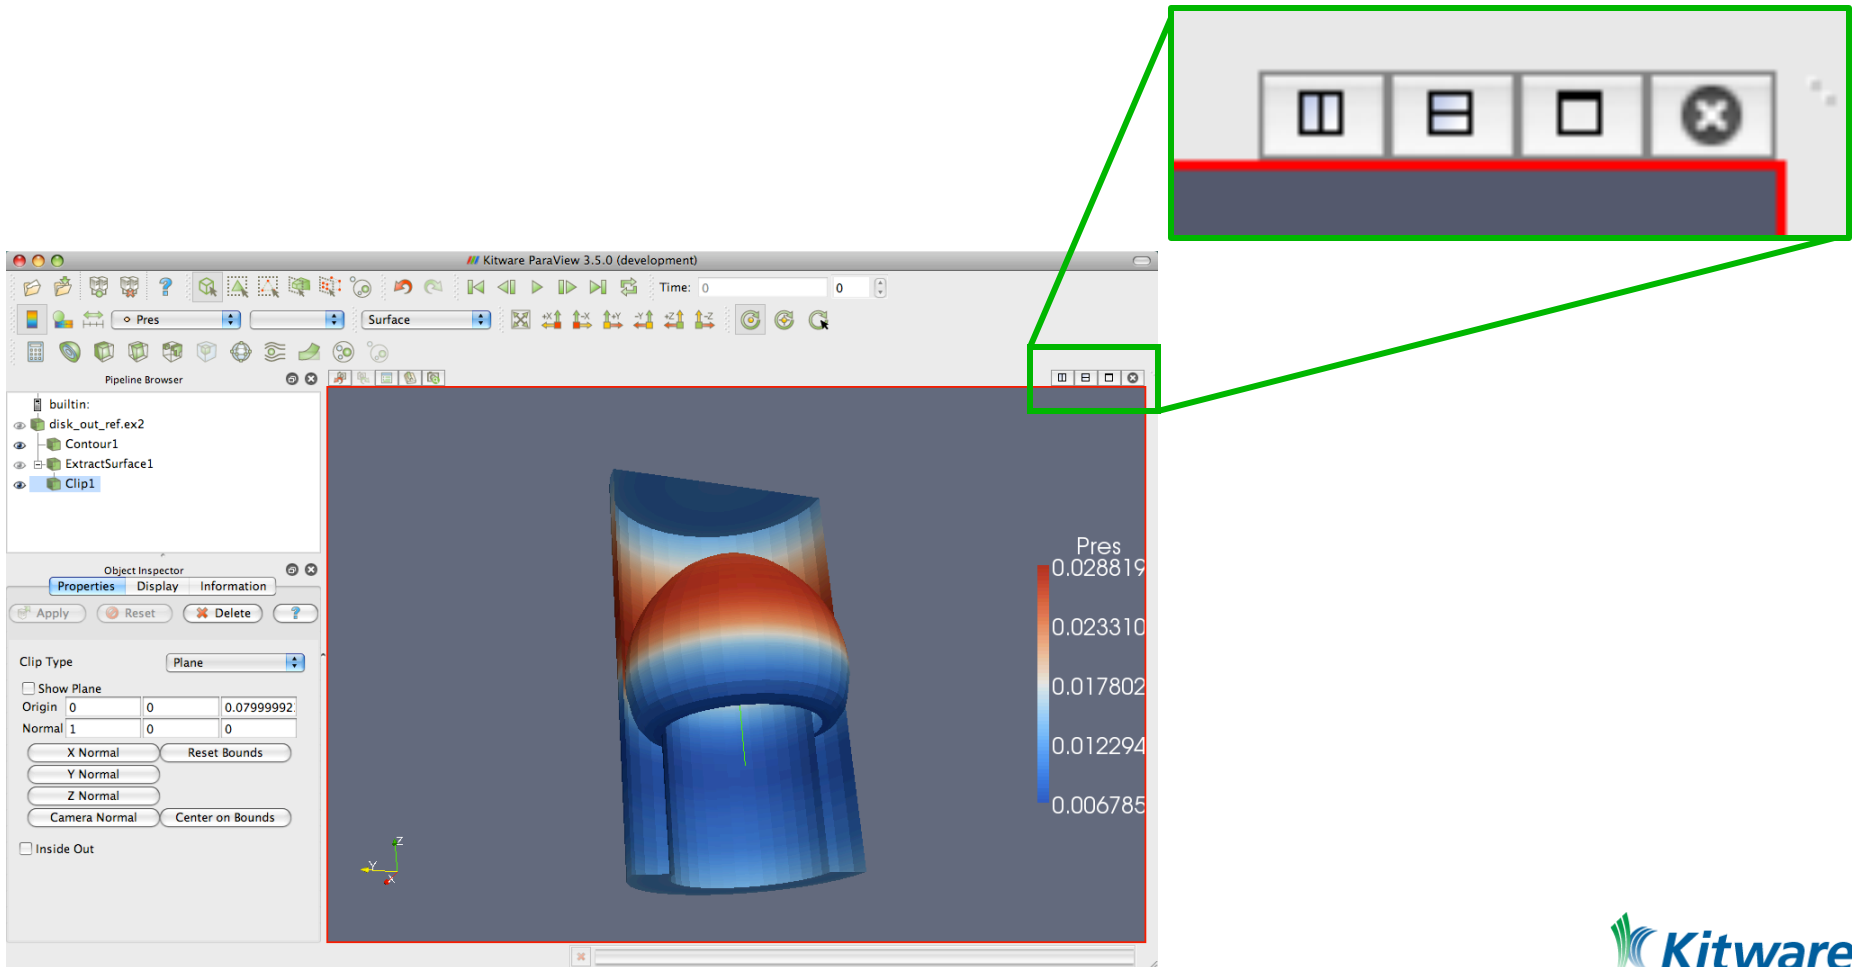 Kitware ParaView 3.5.0 (development)
Time: 0 0
Pres Surface
+X -X +Y -Y +Z -Z
Pipeline Browser
builtin:
disk_out_ref.ex2
Contour1
ExtractSurface1
Clip1
Object Inspector
Properties Display Information
Apply Reset Delete ?
Clip Type Plane
Show Plane
Origin 0 0 0.07999992
Normal 1 0 0
X Normal Reset Bounds
Y Normal
Z Normal
Camera Normal Center on Bounds
Inside Out
Pres
0.028819
0.023310
0.017802
0.012294
0.006785
Z
Y
X
Kitware